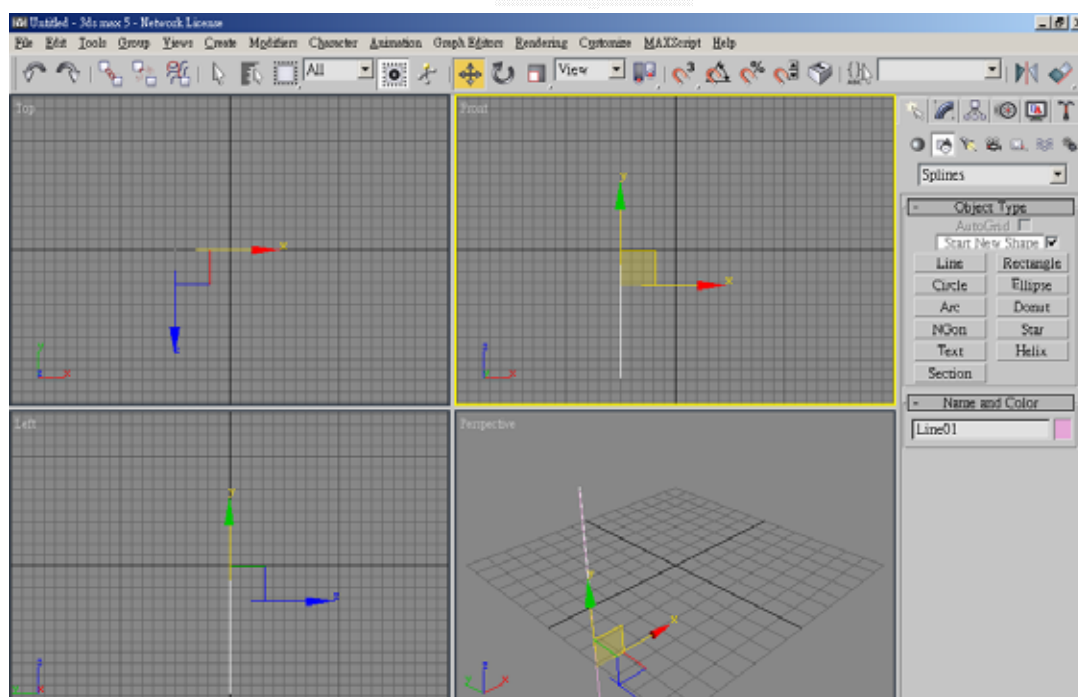 Untitled - 3ds max 5 - Network License
File Edit Tools Group Views Create Modifiers Character Animation Graph Editors Rendering Customize MAXScript Help
All View
Top
Front
y
x
x
z
y
x
z
x
Splines
- Object Type
AutoGrid
Start New Shape
Line Rectangle
Circle Ellipse
Arc Donut
NGon Star
Text Helix
Section
- Name and Color
Line01
Left
Perspective
y
z
x
z
x
z
x